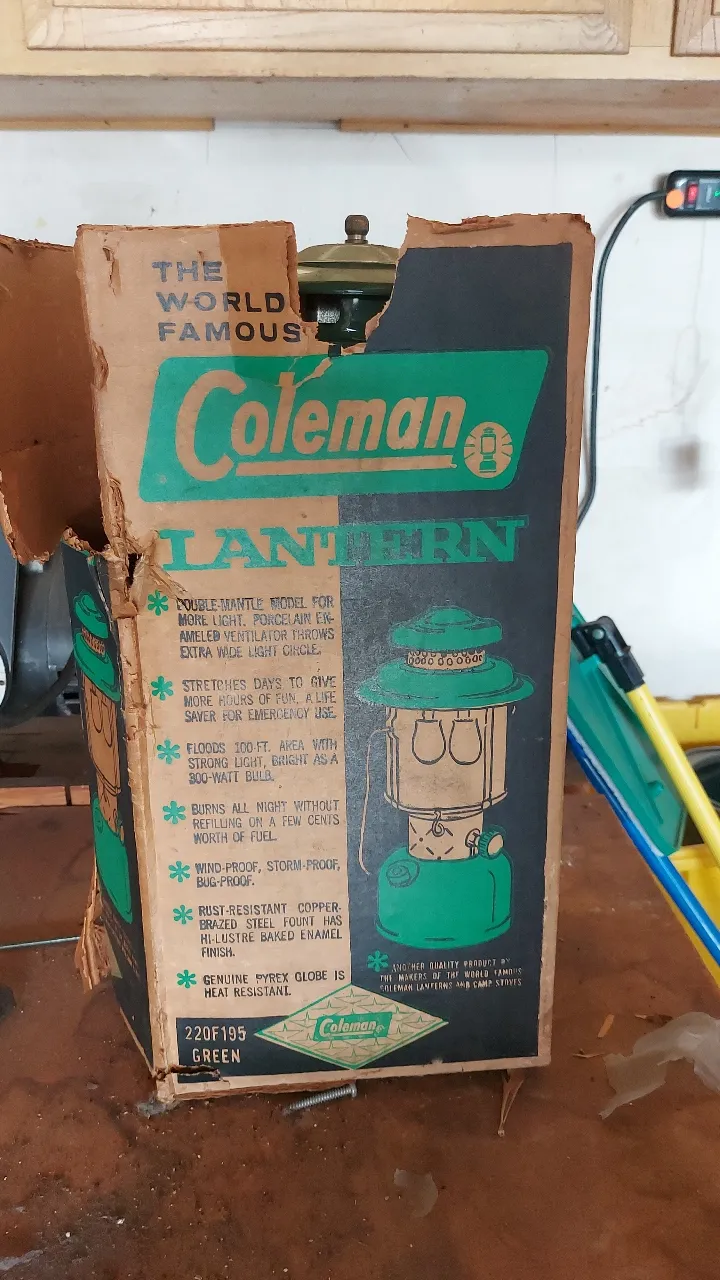 THE
WORLD
FAMOUS
Coleman
LANTERN
* DOUBLE-MANTLE MODEL FOR
MORE LIGHT. PORCELAIN EN-
AMELED VENTILATOR THROWS
EXTRA WIDE LIGHT CIRCLE.
* STRETCHES DAYS TO GIVE
MORE HOURS OF FUN. A LIFE
SAVER FOR EMERGENCY USE.
* FLOODS 100-FT. AREA WITH
STRONG LIGHT, BRIGHT AS A
300-WATT BULB.
* BURNS ALL NIGHT WITHOUT
REFILLING ON A FEW CENTS
WORTH OF FUEL.
* WIND-PROOF, STORM-PROOF,
BUG-PROOF.
* RUST-RESISTANT COPPER-
BRAZED STEEL FOUNT HAS
HI-LUSTRE BAKED ENAMEL
FINISH.
* GENUINE PYREX GLOBE IS
HEAT RESISTANT.
* ANOTHER QUALITY PRODUCT BY
THE MAKERS OF THE WORLD FAMOUS
COLEMAN LANTERNS AND CAMP STOVES
220F195
GREEN
Coleman